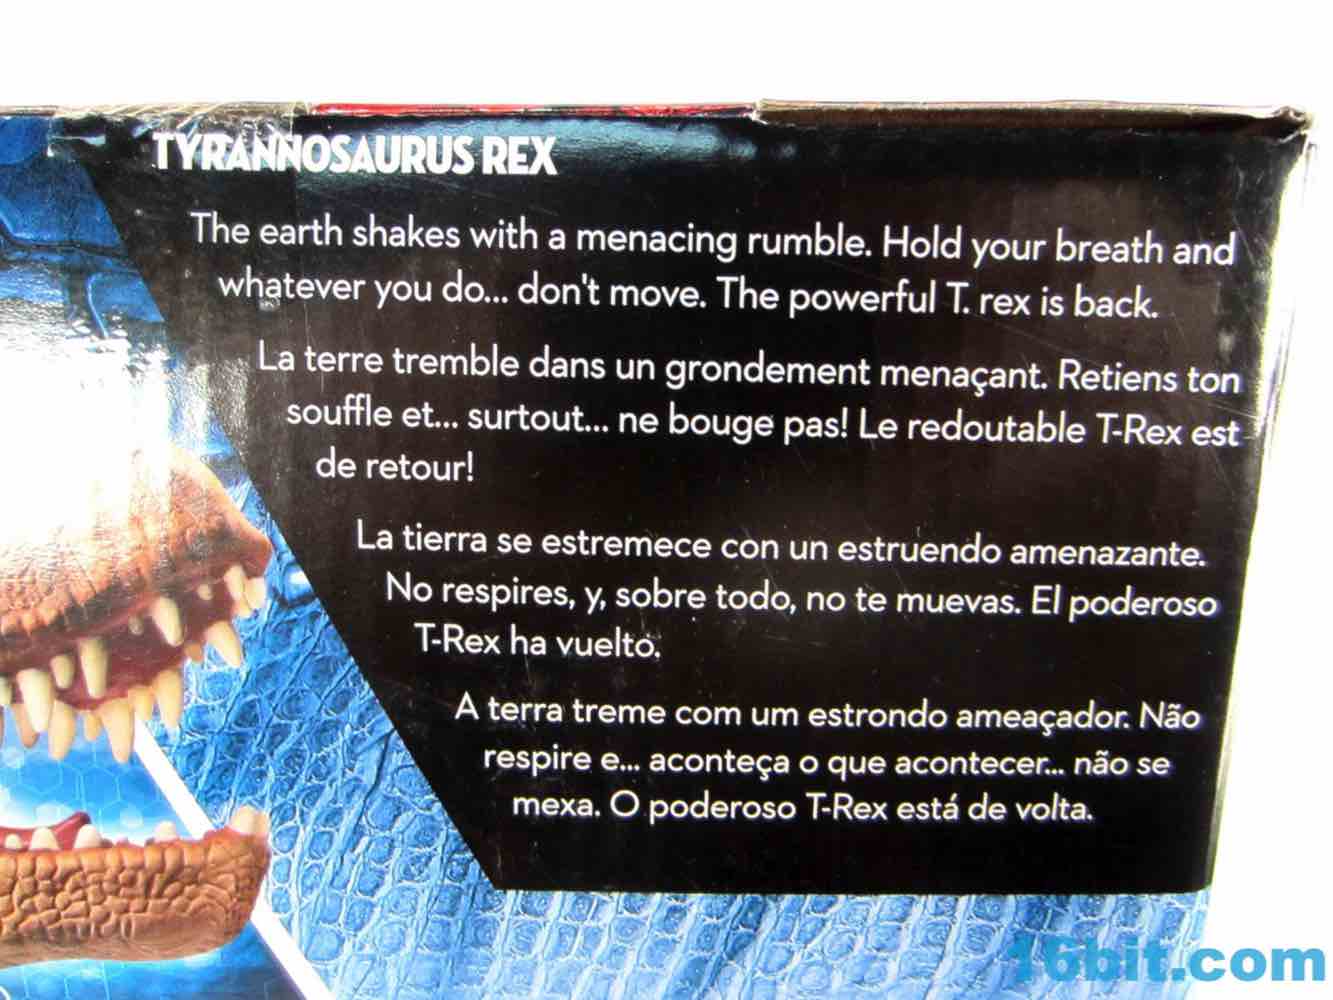 TYRANNOSAURUS REX
The earth shakes with a menacing rumble. Hold your breath and
whatever you do... don't move. The powerful T. rex is back.
La terre tremble dans un grondement menaçant. Retiens ton
souffle et... surtout... ne bouge pas! Le redoutable T-Rex est
de retour!
La tierra se estremece con un estruendo amenazante.
No respires, y, sobre todo, no te muevas. El poderoso
T-Rex ha vuelto.
A terra treme com um estrondo ameaçador. Não
respire e... aconteça o que acontecer... não se
mexa. O poderoso T-Rex está de volta.
16bit.com